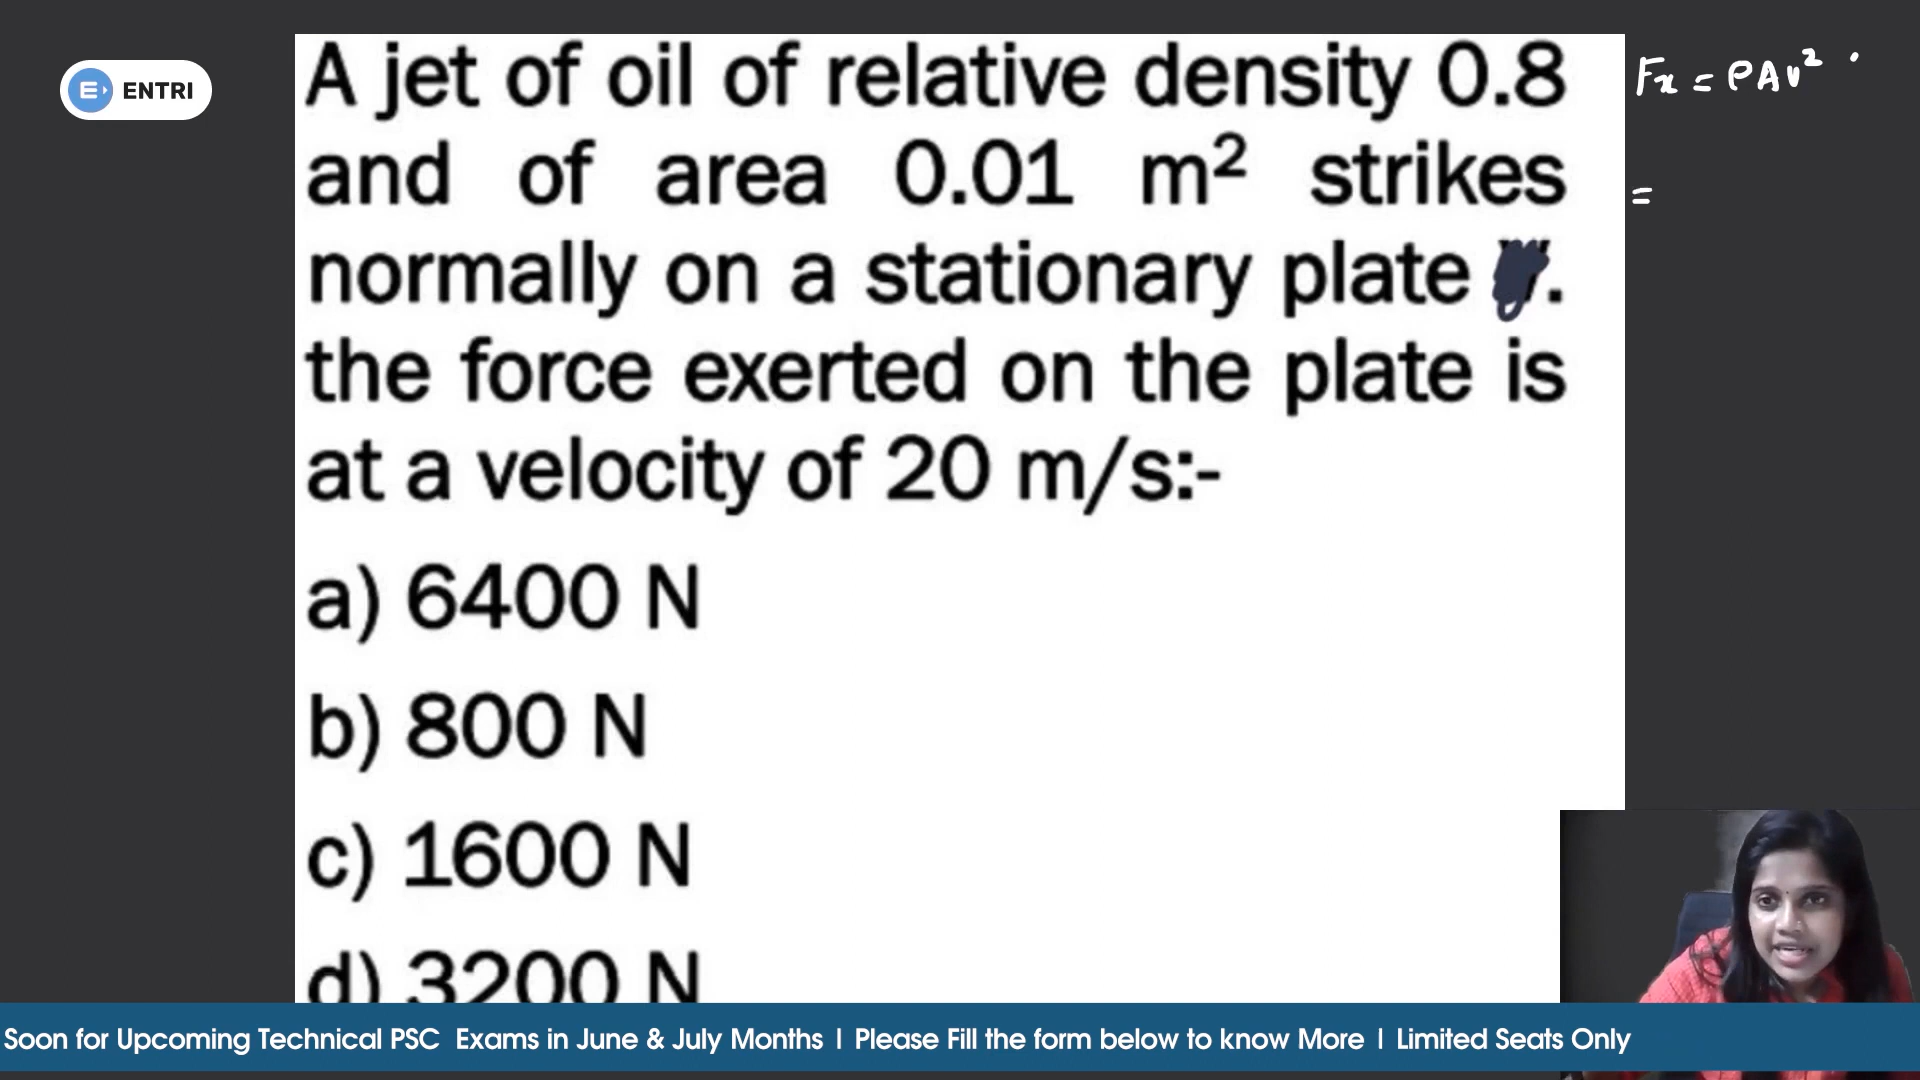 ENTRI
A jet of oil of relative density 0.8
and of area 0.01 m² strikes
normally on a stationary plate .
the force exerted on the plate is
at a velocity of 20 m/s:-
a) 6400 N
b) 800 N
c) 1600 N
d) 3200 N
Fx = ρAv²
=
Soon for Upcoming Technical PSC Exams in June & July Months | Please Fill the form below to know More | Limited Seats Only